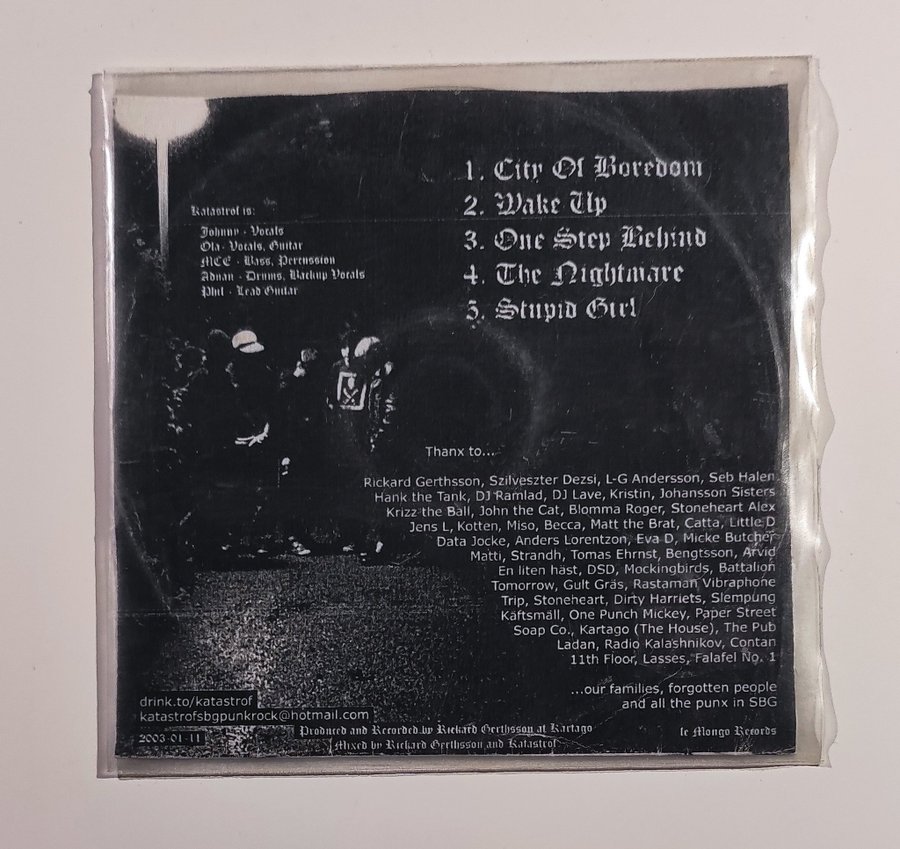 1. City Of Boredom
2. Wake Up
3. One Step Behind
4. The Nightmare
5. Stupid Girl
Katastrof is:
Johnny - Vocals
Ola - Vocals, Guitar
MCE - Bass, Percussion
Adnan - Drums, Backup Vocals
Phil - Lead Guitar
Thanx to...
Rickard Gerthsson, Szilveszter Dezsi, L-G Andersson, Seb Halen
Hank the Tank, DJ Ramlad, DJ Lave, Kristin, Johansson Sisters
Krizz the Ball, John the Cat, Blomma Roger, Stoneheart Alex
Jens L, Kotten, Miso, Becca, Matt the Brat, Catta, Little D
Data Jocke, Anders Lorentzon, Eva D, Micke Butcher
Matti, Strandh, Tomas Ehrnst, Bengtsson, Arvid
En liten häst, DSD, Mockingbirds, Battalion
Tomorrow, Gult Gräs, Rastaman Vibraphone
Trip, Stoneheart, Dirty Harriets, Slempung
Käftsmäll, One Punch Mickey, Paper Street
Soap Co., Kartago (The House), The Pub
Ladan, Radio Kalashnikov, Contan
11th Floor, Lasses, Falafel No. 1
...our families, forgotten people
and all the punx in SBG
drink.to/katastrof
katastrofsbgpunkrock@hotmail.com
2003-01-11
Produced and Recorded by Rickard Gerthsson at Kartago
Mixed by Rickard Gerthsson and Katastrof
le Mongo Records